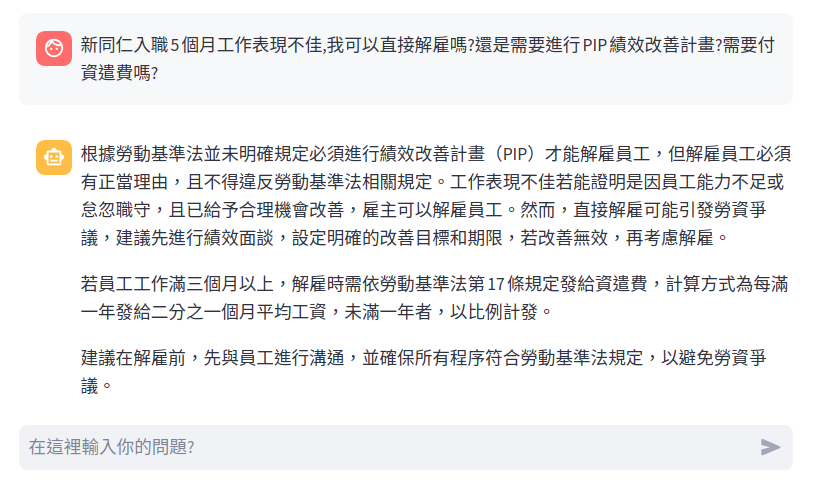 新同仁入職5個月工作表現不佳,我可以直接解雇嗎?還是需要進行PIP績效改善計畫?需要付
資遣費嗎?
根據勞動基準法並未明確規定必須進行績效改善計畫（PIP）才能解雇員工，但解雇員工必須
有正當理由，且不得違反勞動基準法相關規定。工作表現不佳若能證明是因員工能力不足或
怠忽職守，且已給予合理機會改善，雇主可以解雇員工。然而，直接解雇可能引發勞資爭
議，建議先進行績效面談，設定明確的改善目標和期限，若改善無效，再考慮解雇。
若員工工作滿三個月以上，解雇時需依勞動基準法第17條規定發給資遣費，計算方式為每滿
一年發給二分之一個月平均工資，未滿一年者，以比例計發。
建議在解雇前，先與員工進行溝通，並確保所有程序符合勞動基準法規定，以避免勞資爭
議。
在這裡輸入你的問題?